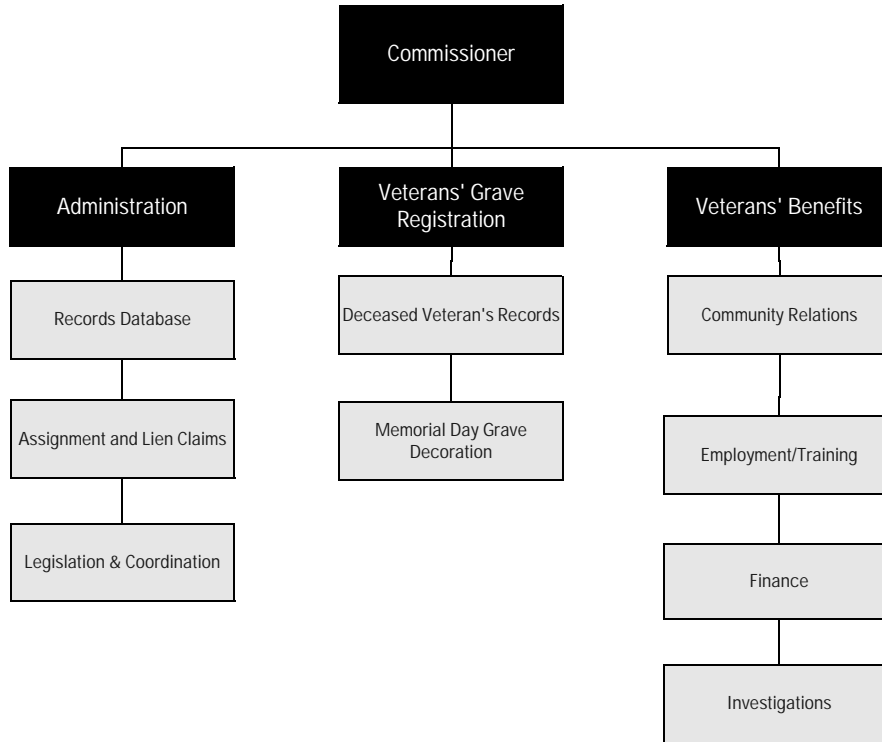 Commissioner
Administration
Veterans' Grave
Registration
Veterans' Benefits
Records Database
Deceased Veteran's Records
Community Relations
Assignment and Lien Claims
Memorial Day Grave
Decoration
Employment/Training
Legislation & Coordination
Finance
Investigations